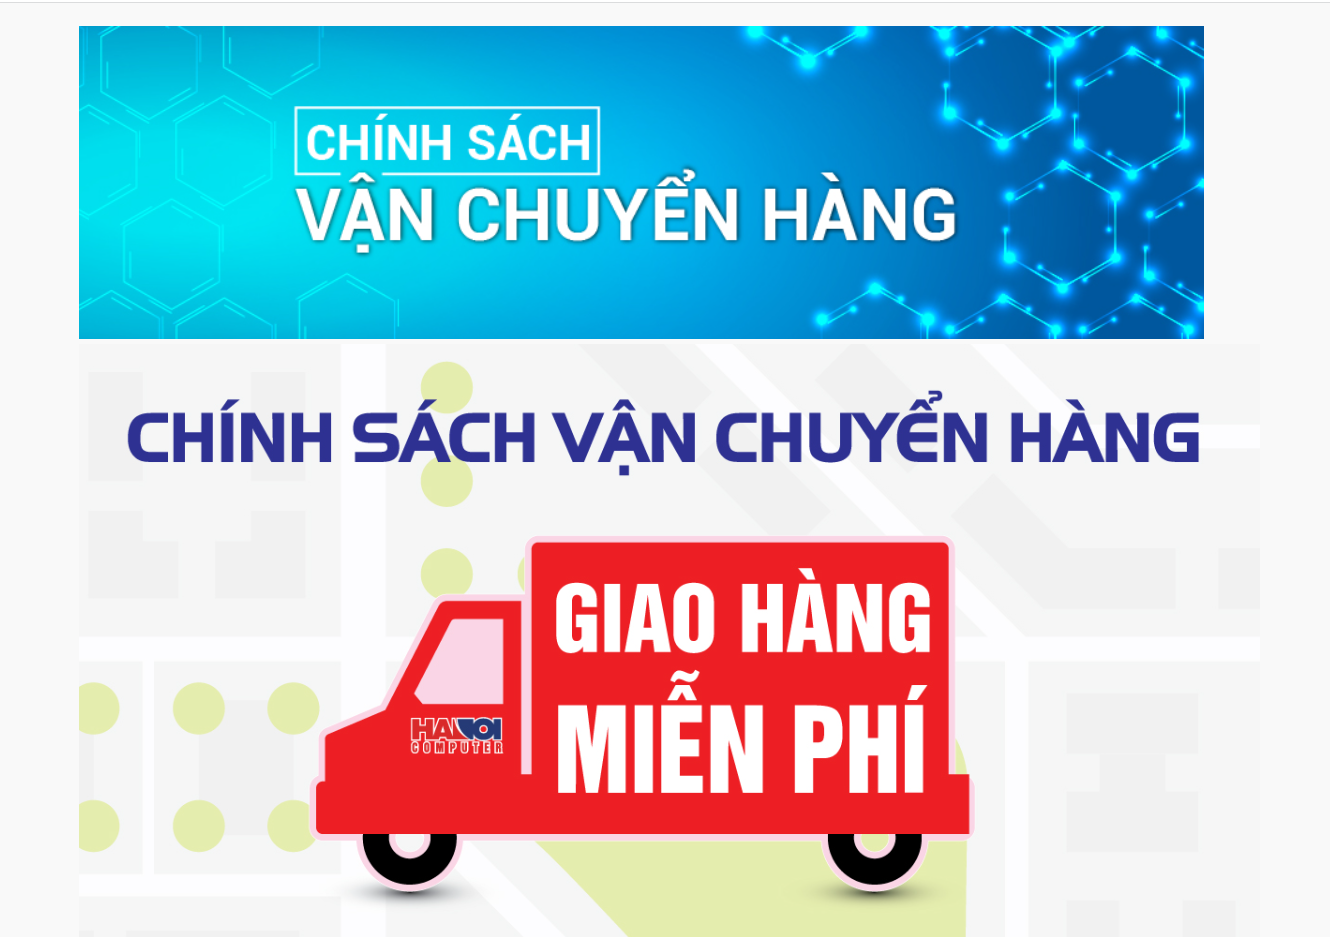 CHÍNH SÁCH
VẬN CHUYỂN HÀNG
CHÍNH SÁCH VẬN CHUYỂN HÀNG
GIAO HÀNG
MIỄN PHÍ
HANOI
COMPUTER